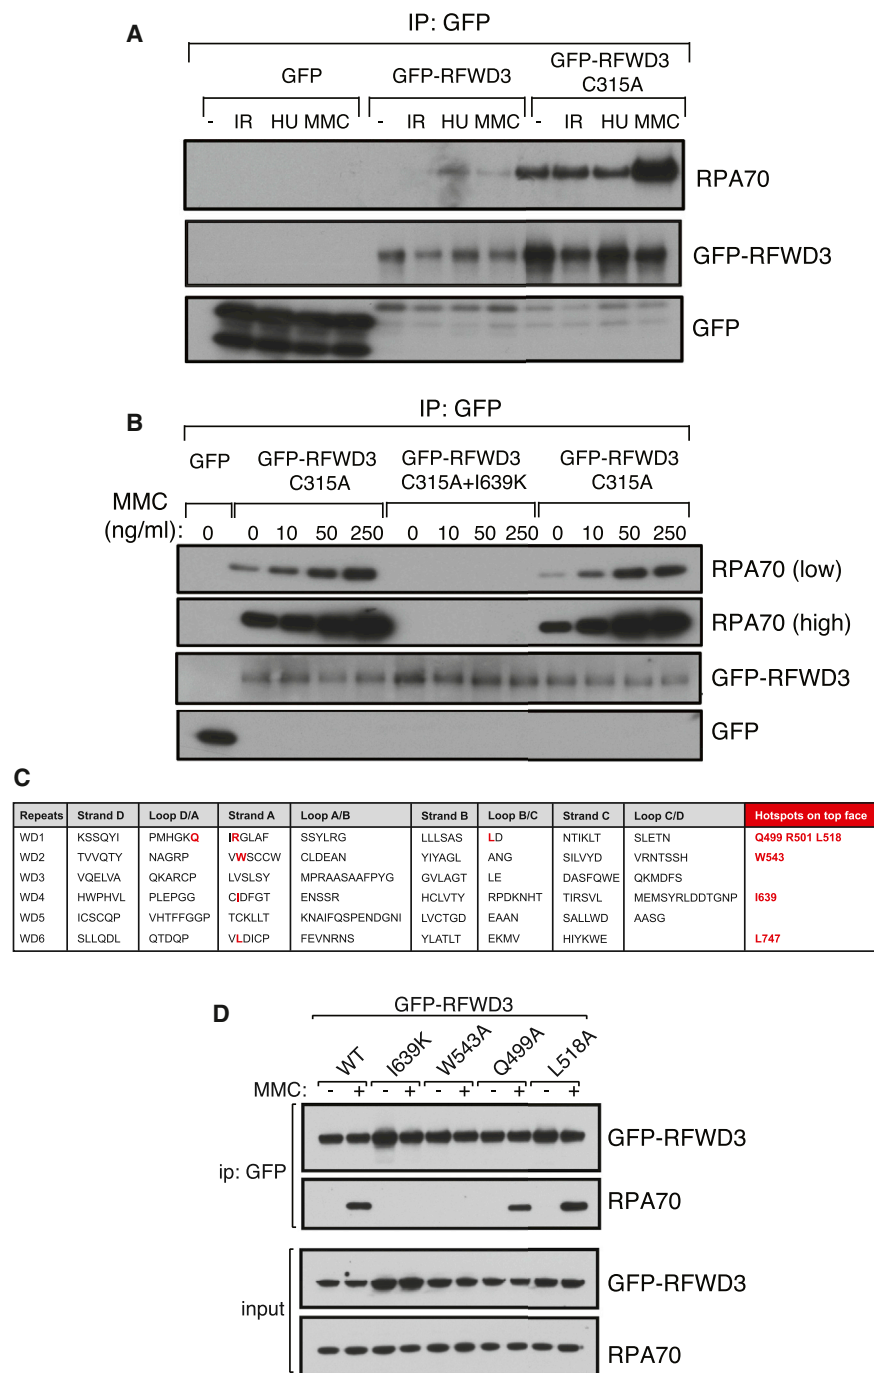 A
IP: GFP
GFP GFP-RFWD3 GFP-RFWD3 C315A
- IR HU MMC - IR HU MMC - IR HU MMC
RPA70
GFP-RFWD3
GFP
B
IP: GFP
GFP GFP-RFWD3 C315A GFP-RFWD3 C315A+I639K GFP-RFWD3 C315A
MMC
(ng/ml): 0 0 10 50 250 0 10 50 250 0 10 50 250
RPA70 (low)
RPA70 (high)
GFP-RFWD3
GFP
C
Repeats Strand D Loop D/A Strand A Loop A/B Strand B Loop B/C Strand C Loop C/D Hotspots on top face
WD1 KSSQYI PMHGKQ IRGLAF SSYLRG LLLSAS LD NTIKLT SLETN Q499 R501 L518
WD2 TVVQTY NAGRP VWSCCW CLDEAN YIYAGL ANG SILVYD VRNTSSH W543
WD3 VQELVA QKARCP LVSLSY MPRAASAAFPYG GVLAGT LE DASFQWE QKMDFS
WD4 HWPHVL PLEPGG CIDFGT ENSSR HCLVTY RPDKNHT TIRSVL MEMSYRLDDTGNP I639
WD5 ICSCQP VHTFFGGP TCKLLT KNAIFQSPENDGNI LVCTGD EAAN SALLWD AASG
WD6 SLLQDL QTDQP VLDICP FEVNRNS YLATLT EKMV HIYKWE L747
D
GFP-RFWD3
WT I639K W543A Q499A L518A
MMC: - + - + - + - + - +
ip: GFP
GFP-RFWD3
RPA70
input
GFP-RFWD3
RPA70